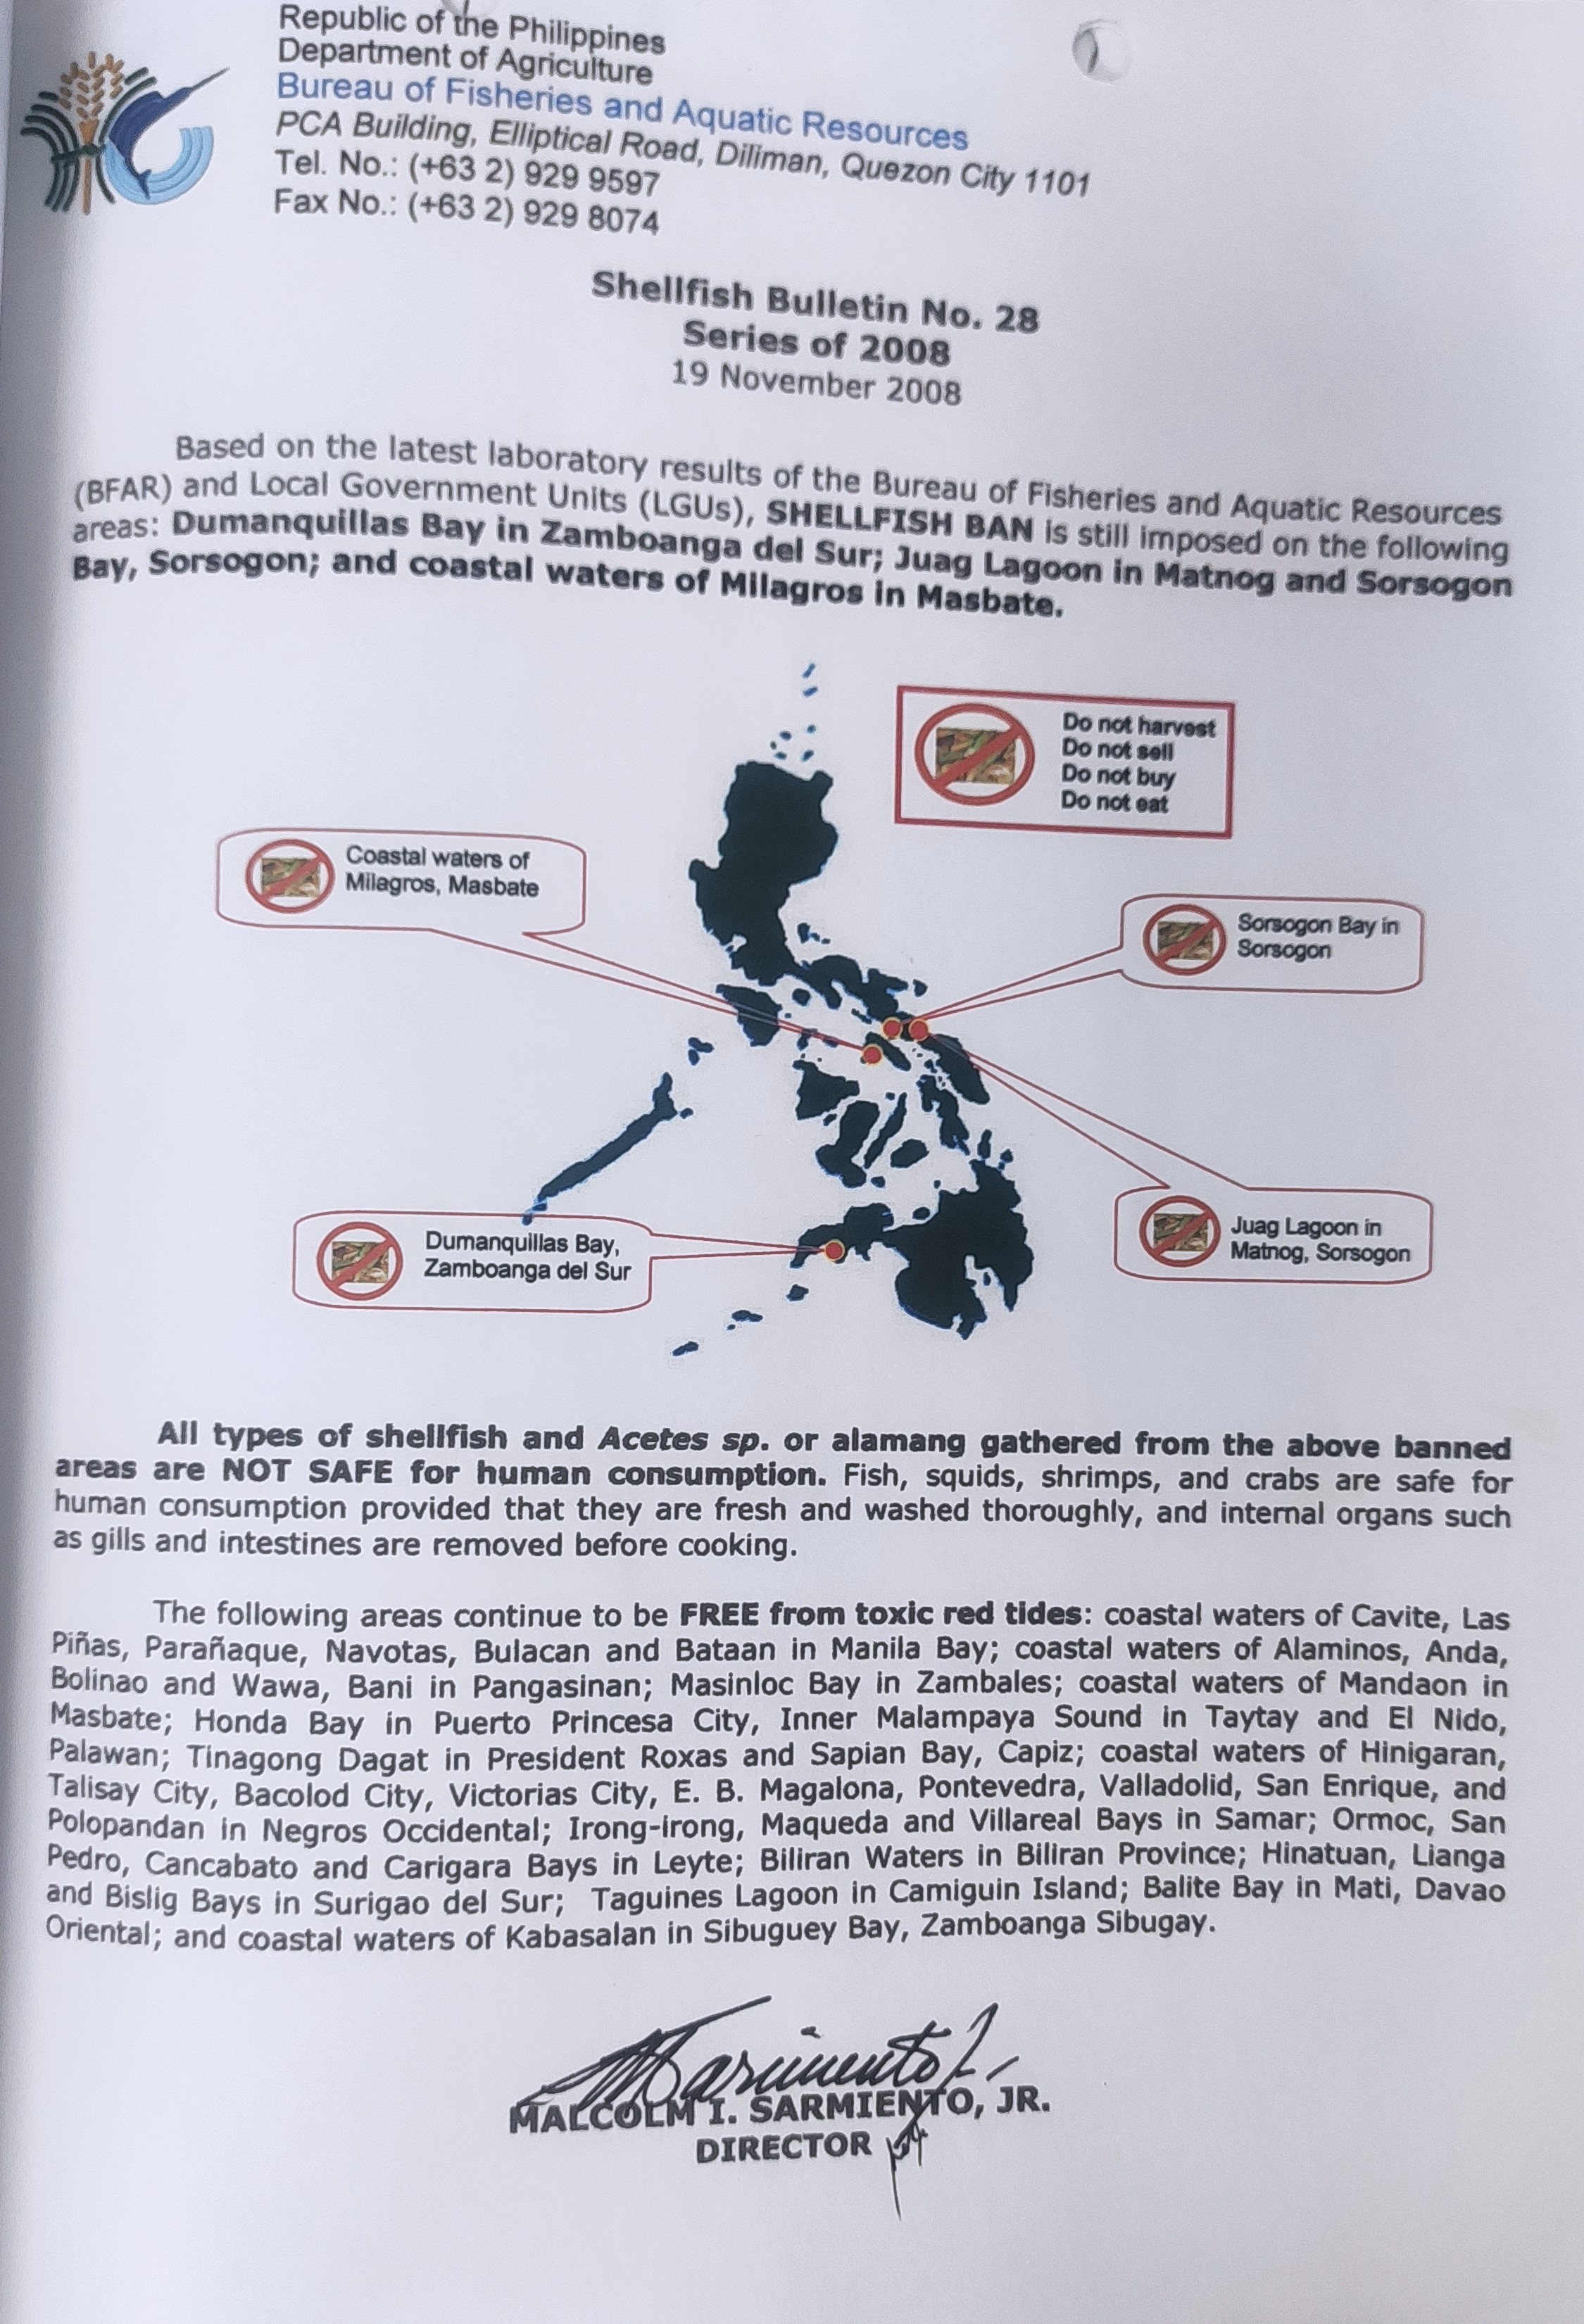 Republic of the Philippines
Department of Agriculture
Bureau of Fisheries and Aquatic Resources
PCA Building, Elliptical Road, Diliman, Quezon City 1101
Tel. No.: (+63 2) 929 9597
Fax No.: (+63 2) 929 8074
Shellfish Bulletin No. 28
Series of 2008
19 November 2008
Based on the latest laboratory results of the Bureau of Fisheries and Aquatic Resources
(BFAR) and Local Government Units (LGUs), SHELLFISH BAN is still imposed on the following
areas: Dumanquillas Bay in Zamboanga del Sur; Juag Lagoon in Matnog and Sorsogon
Bay, Sorsogon; and coastal waters of Milagros in Masbate.
Do not harvest
Do not sell
Do not buy
Do not eat
Coastal waters of
Milagros, Masbate
Sorsogon Bay in
Sorsogon
Dumanquillas Bay,
Zamboanga del Sur
Juag Lagoon in
Matnog, Sorsogon
All types of shellfish and Acetes sp. or alamang gathered from the above banned
areas are NOT SAFE for human consumption. Fish, squids, shrimps, and crabs are safe for
human consumption provided that they are fresh and washed thoroughly, and internal organs such
as gills and intestines are removed before cooking.
The following areas continue to be FREE from toxic red tides: coastal waters of Cavite, Las
Piñas, Parañaque, Navotas, Bulacan and Bataan in Manila Bay; coastal waters of Alaminos, Anda,
Bolinao and Wawa, Bani in Pangasinan; Masinloc Bay in Zambales; coastal waters of Mandaon in
Masbate; Honda Bay in Puerto Princesa City, Inner Malampaya Sound in Taytay and El Nido,
Palawan; Tinagong Dagat in President Roxas and Sapian Bay, Capiz; coastal waters of Hinigaran,
Talisay City, Bacolod City, Victorias City, E. B. Magalona, Pontevedra, Valladolid, San Enrique, and
Polopandan in Negros Occidental; Irong-irong, Maqueda and Villareal Bays in Samar; Ormoc, San
Pedro, Cancabato and Carigara Bays in Leyte; Biliran Waters in Biliran Province; Hinatuan, Lianga
and Bislig Bays in Surigao del Sur; Taguines Lagoon in Camiguin Island; Balite Bay in Mati, Davao
Oriental; and coastal waters of Kabasalan in Sibuguey Bay, Zamboanga Sibugay.
MALCOLM I. SARMIENTO, JR.
DIRECTOR